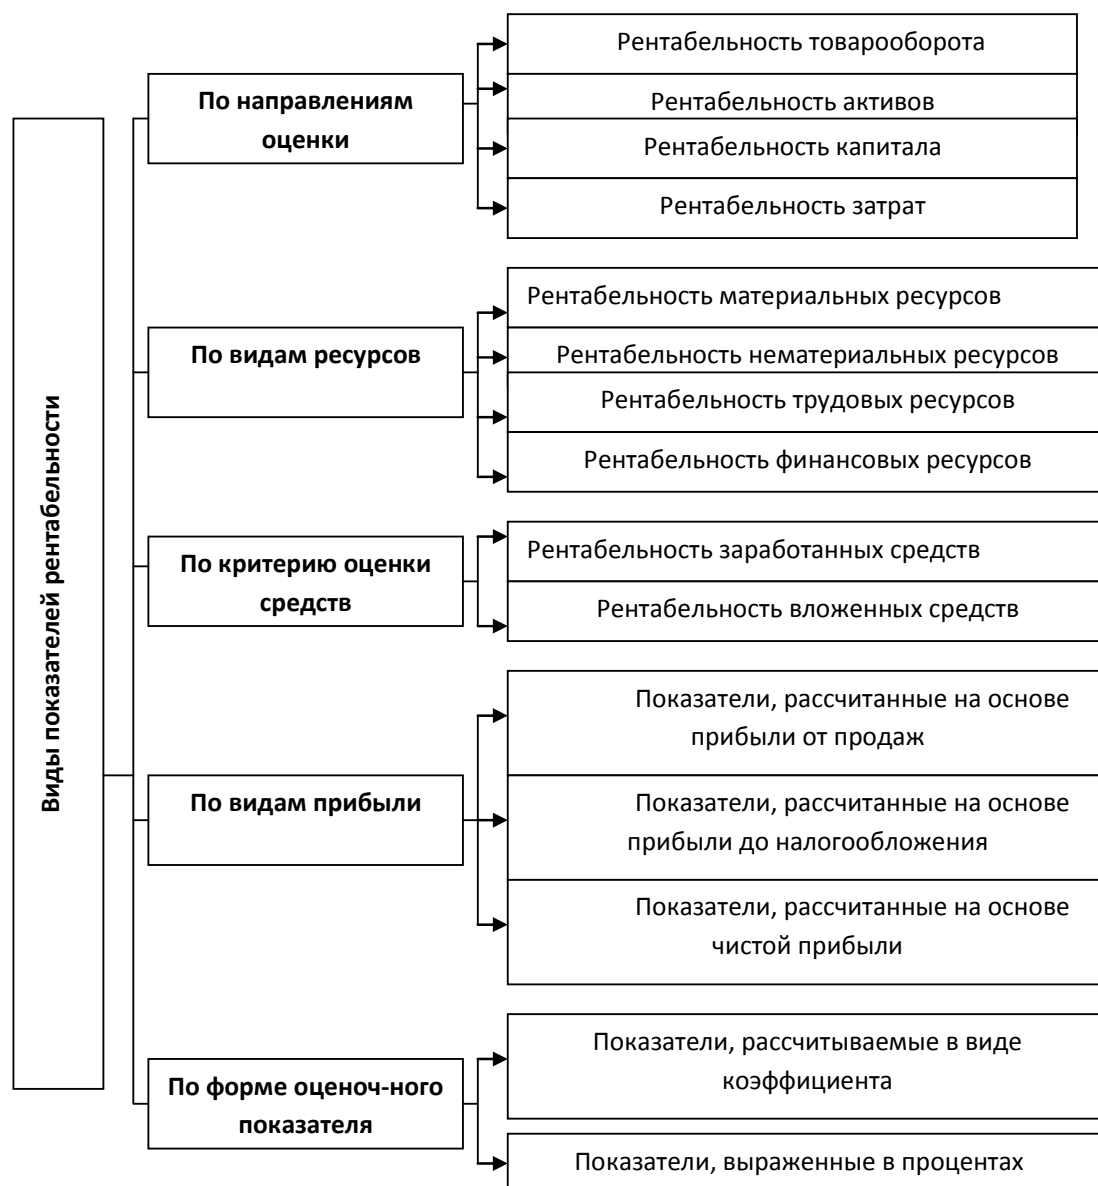 Виды показателей рентабельности
По направлениям
оценки
Рентабельность товарооборота
Рентабельность активов
Рентабельность капитала
Рентабельность затрат
По видам ресурсов
Рентабельность материальных ресурсов
Рентабельность нематериальных ресурсов
Рентабельность трудовых ресурсов
Рентабельность финансовых ресурсов
По критерию оценки
средств
Рентабельность заработанных средств
Рентабельность вложенных средств
По видам прибыли
Показатели, рассчитанные на основе
прибыли от продаж
Показатели, рассчитанные на основе
прибыли до налогообложения
Показатели, рассчитанные на основе
чистой прибыли
По форме оценоч-ного
показателя
Показатели, рассчитываемые в виде
коэффициента
Показатели, выраженные в процентах